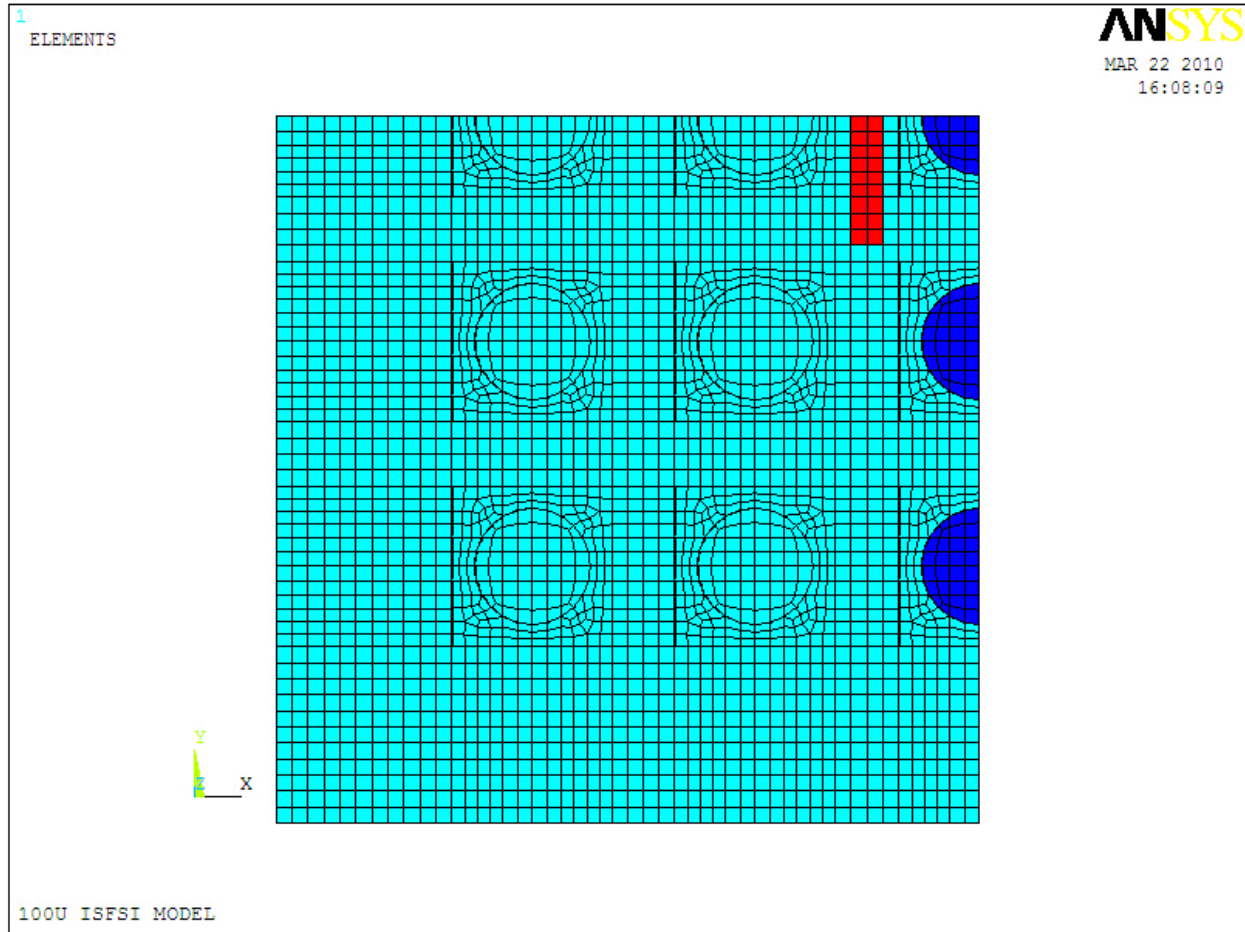 1
ELEMENTS
ANSYS
MAR 22 2010
16:08:09
Y
Z
X
100U ISFSI MODEL